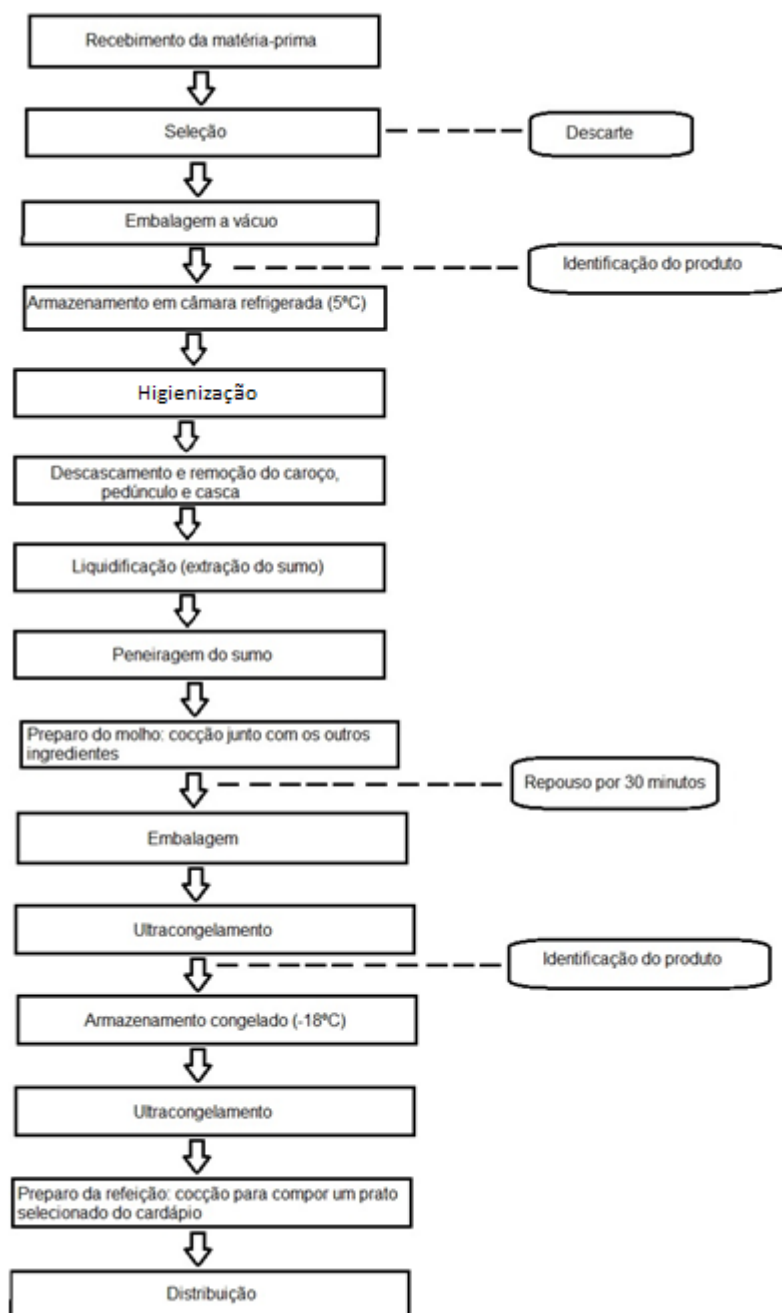 Recebimento da matéria-prima
Seleção
Descarte
Embalagem a vácuo
Identificação do produto
Armazenamento em câmara refrigerada (5ºC)
Higienização
Descascamento e remoção do caroço,
pedúnculo e casca
Liquidificação (extração do sumo)
Peneiragem do sumo
Preparo do molho: cocção junto com os outros
ingredientes
Repouso por 30 minutos
Embalagem
Ultracongelamento
Identificação do produto
Armazenamento congelado (-18ºC)
Ultracongelamento
Preparo da refeição: cocção para compor um prato
selecionado do cardápio
Distribuição